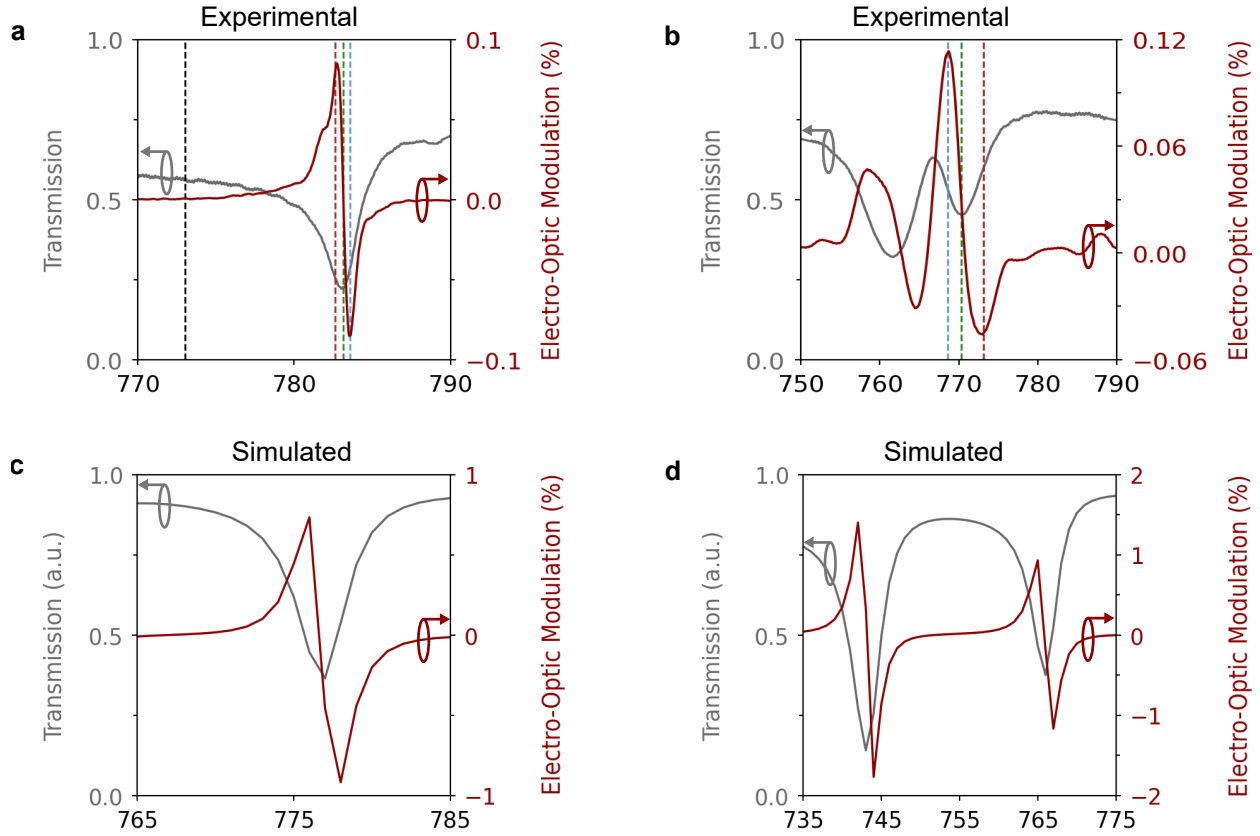 a
Experimental
Transmission
1.0
0.5
0.0
0.1
0.0
−0.1
Electro-Optic Modulation (%)
770
780
790
b
Experimental
Transmission
1.0
0.5
0.0
0.12
0.06
0.00
−0.06
Electro-Optic Modulation (%)
750
760
770
780
790
c
Simulated
Transmission (a.u.)
1.0
0.5
0.0
1
0
−1
Electro-Optic Modulation (%)
765
775
785
d
Simulated
Transmission (a.u.)
1.0
0.5
0.0
2
1
0
−1
−2
Electro-Optic Modulation (%)
735
745
755
765
775